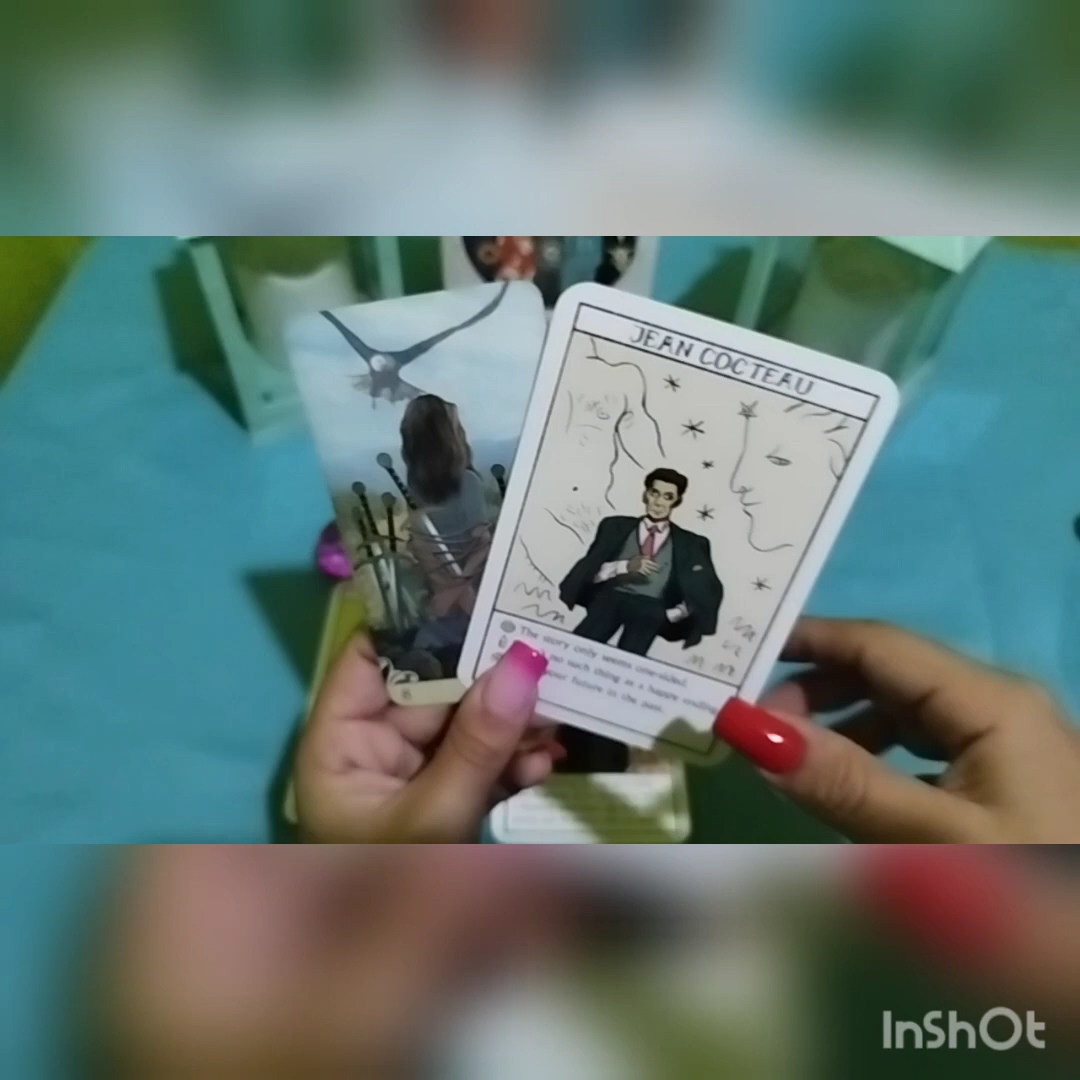 JEAN COCTEAU
The story only seems one-sided.
no such thing as a happy ending
your future in the past.
8
InShOt